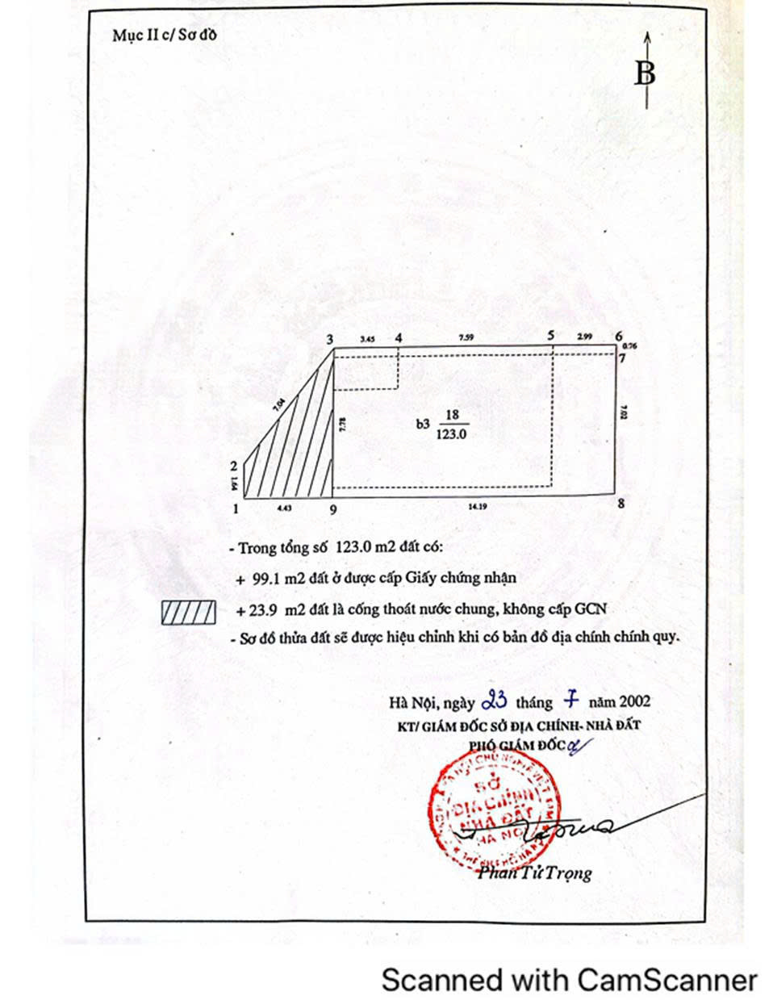 Mục II c/ Sơ đồ
B
3 3.45 4 7.59 5 2.99 6
0.76
7
7.04
7.78
7.02
b3 18
123.0
2
1.64
1 4.43 9 14.19 8
- Trong tổng số 123.0 m2 đất có:
+ 99.1 m2 đất ở được cấp Giấy chứng nhận
+ 23.9 m2 đất là cống thoát nước chung, không cấp GCN
- Sơ đồ thửa đất sẽ được hiệu chỉnh khi có bản đồ địa chính chính quy.
Hà Nội, ngày 23 tháng 7 năm 2002
KT/ GIÁM ĐỐC SỞ ĐỊA CHÍNH- NHÀ ĐẤT
PHÓ GIÁM ĐỐC
SỞ
ĐỊA CHÍNH
NHÀ ĐẤT
Phan Tử Trọng
Scanned with CamScanner